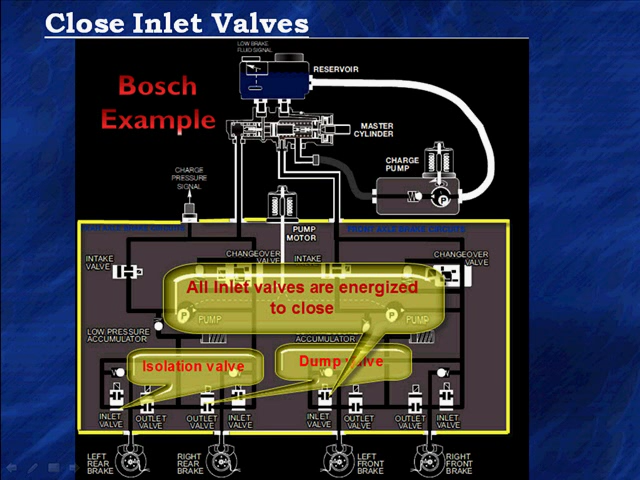 Close Inlet Valves
LOW BRAKE
FLUID SIGNAL
RESERVOIR
Bosch
Example
MASTER
CYLINDER
CHARGE
PUMP
CHARGE
PRESSURE
SIGNAL
P
PUMP
MOTOR
REAR AXLE BRAKE CIRCUITS
FRONT AXLE BRAKE CIRCUITS
INTAKE
VALVE
CHANGEOVER
VALVE
INTAKE
CHANGEOVER
VALVE
All Inlet valves are energized
to close
P
PUMP
P
PUMP
LOW PRESSURE
ACCUMULATOR
ACCUMULATOR
Isolation valve
Dump valve
INLET
VALVE
OUTLET
VALVE
OUTLET
VALVE
INLET
VALVE
INLET
VALVE
OUTLET
VALVE
OUTLET
VALVE
INLET
VALVE
LEFT
REAR
BRAKE
RIGHT
REAR
BRAKE
LEFT
FRONT
BRAKE
RIGHT
FRONT
BRAKE